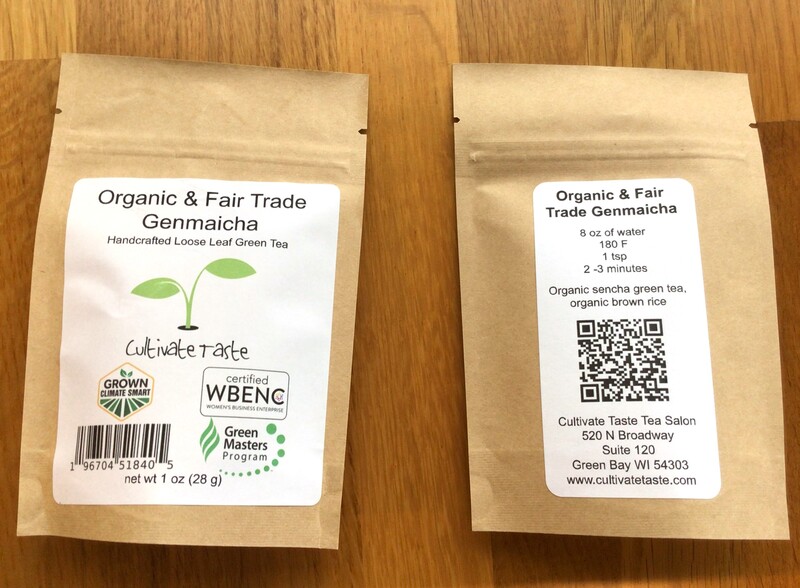 Organic & Fair Trade
Genmaicha
Handcrafted Loose Leaf Green Tea
Cultivate Taste
GROWN
CLIMATE SMART
certified
WBENC
WOMEN'S BUSINESS ENTERPRISE
Green
Masters
Program
1 96704 51840 5
net wt 1 oz (28 g)
Organic & Fair
Trade Genmaicha
8 oz of water
180 F
1 tsp
2 -3 minutes
Organic sencha green tea,
organic brown rice
Cultivate Taste Tea Salon
520 N Broadway
Suite 120
Green Bay WI 54303
www.cultivatetaste.com